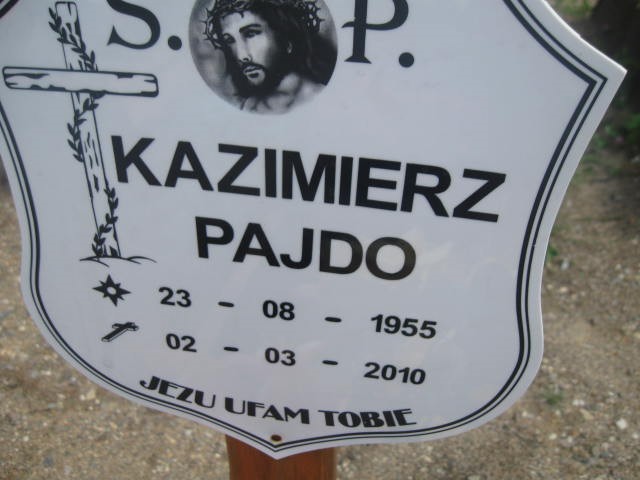 Ś. P.
KAZIMIERZ
PAJDO
23 - 08 - 1955
02 - 03 - 2010
JEZU UFAM TOBIE